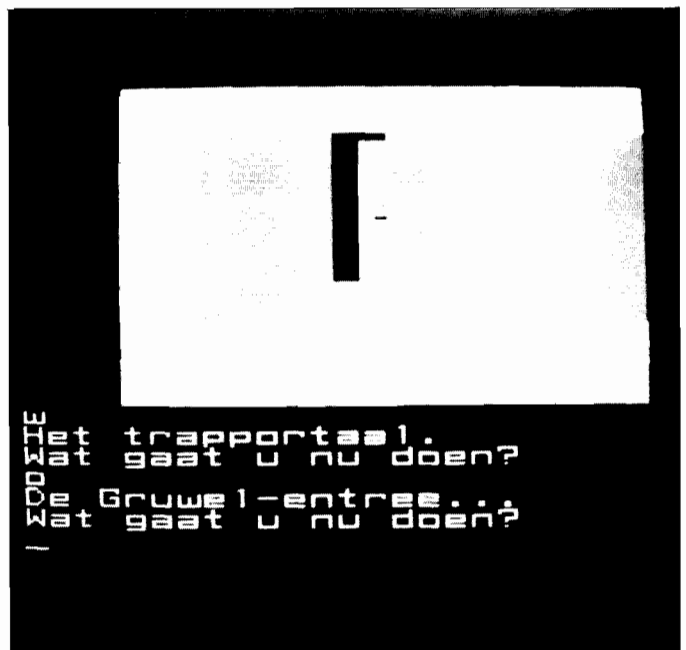 w
Het trapportaal.
Wat gaat u nu doen?
o
De Gruwel-entree...
Wat gaat u nu doen?
_